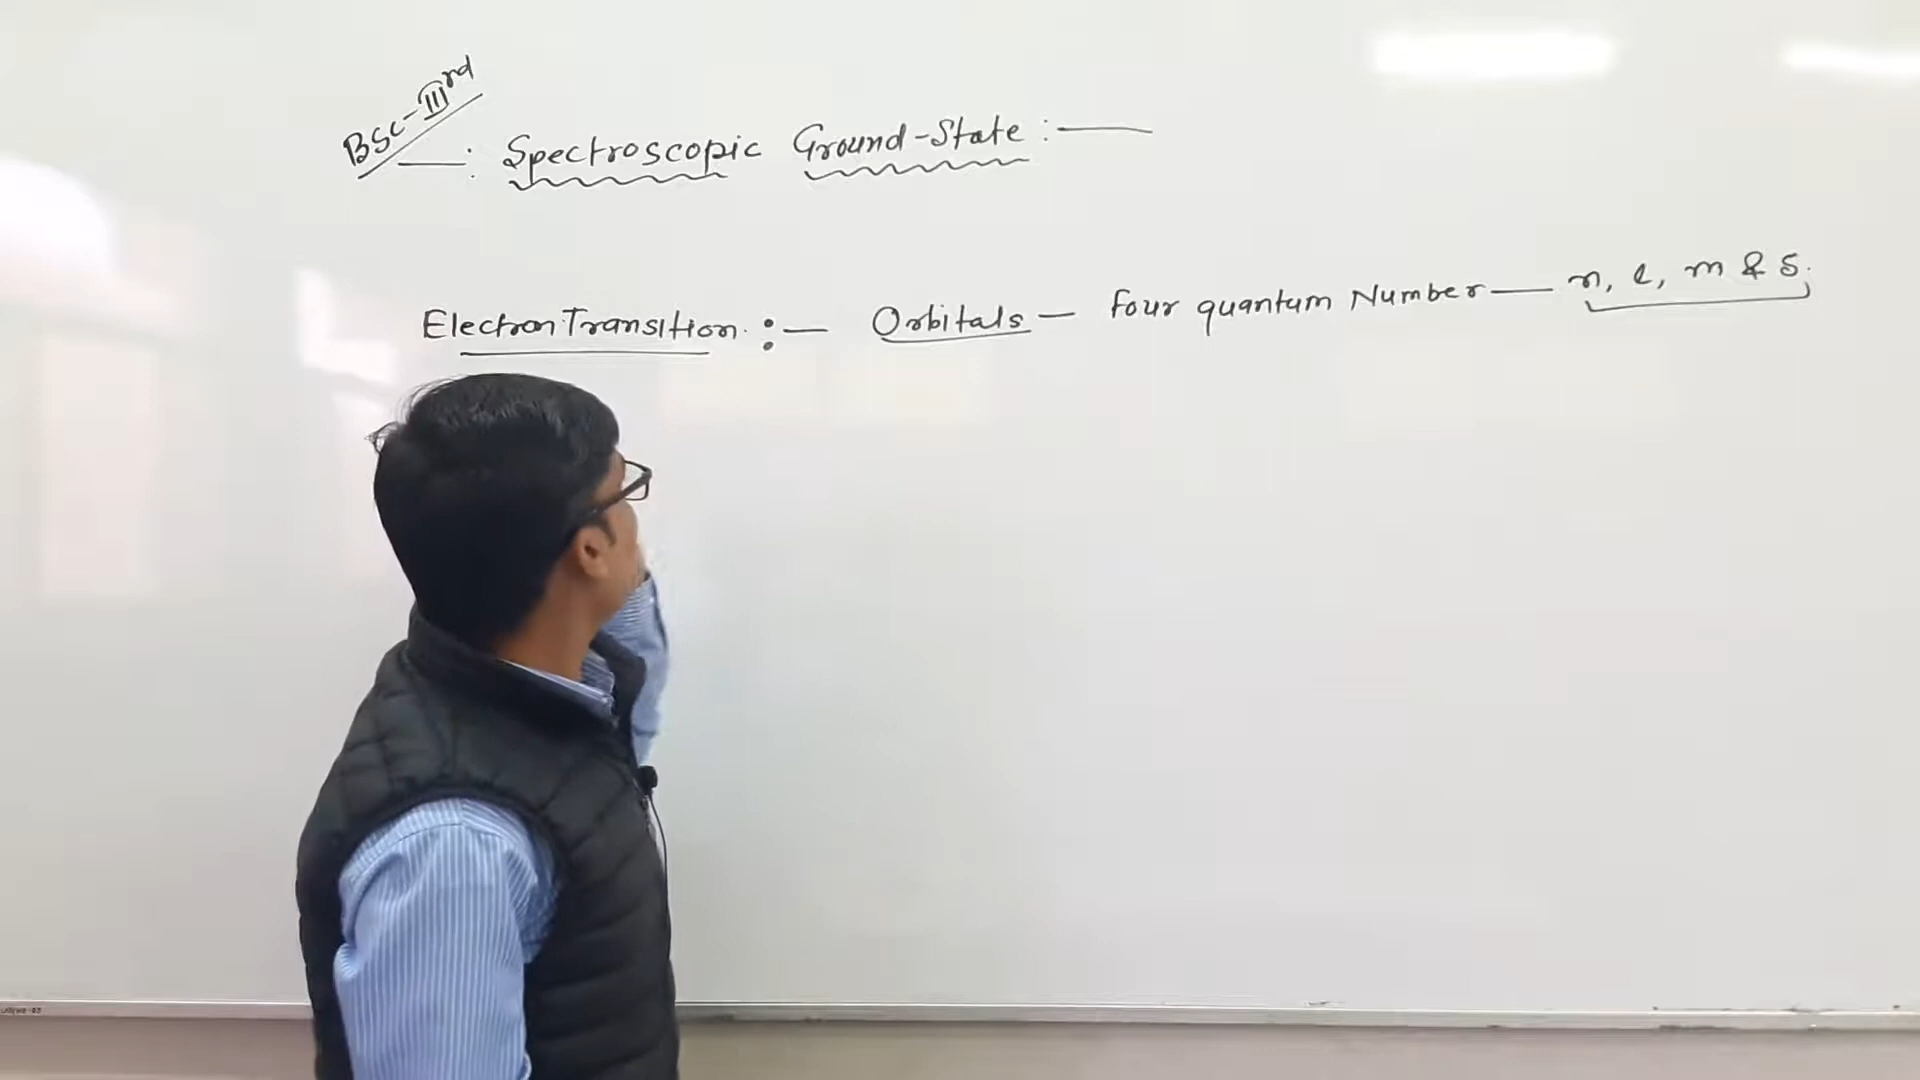 BSc-IIIrd
: Spectroscopic Ground-State :—
Electron Transition :— Orbitals — Four quantum Number — n, l, m & s.